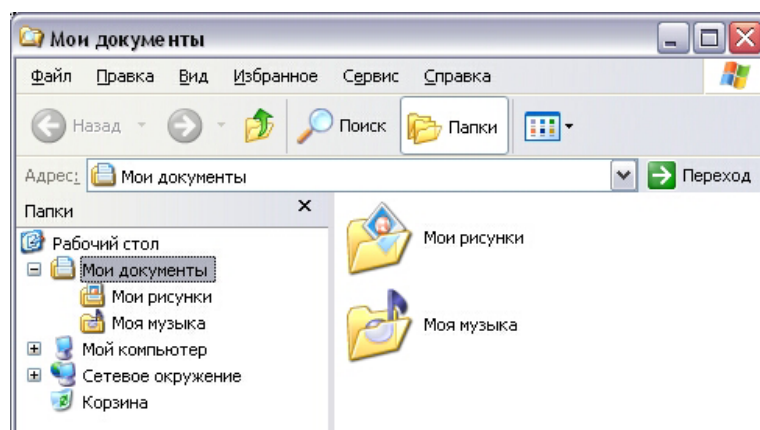 Мои документы
Файл Правка Вид Избранное Сервис Справка
Назад Поиск Папки
Адрес: Мои документы Переход
Папки
Рабочий стол
Мои документы
Мои рисунки
Моя музыка
Мой компьютер
Сетевое окружение
Корзина
Мои рисунки
Моя музыка